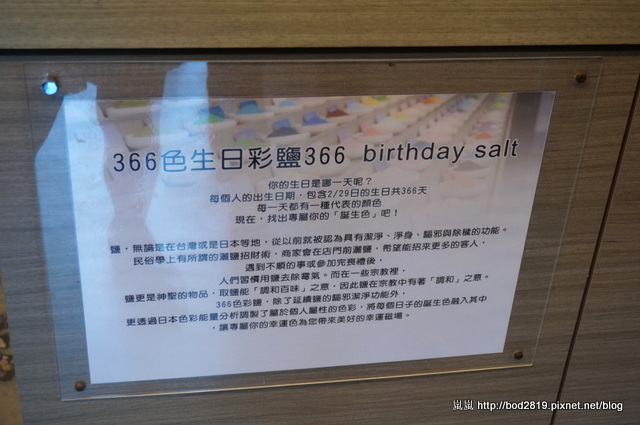 366色生日彩鹽366 birthday salt
你的生日是哪一天呢？
每個人的出生日期，包含2/29日的生日共366天
每一天都有一種代表的顏色
現在，找出專屬你的「誕生色」吧！
鹽，無論是在台灣或是日本等地，從以前就被認為具有潔淨、淨身、驅邪與除穢的功能。
民俗學上有所謂的灑鹽招財術，商家會在店門前灑鹽，希望能招來更多的客人，
遇到不順的事或參加完喪禮後，
人們習慣用鹽去除霉氣。而在一些宗教裡，
鹽更是神聖的物品，取鹽能「調和百味」之意，因此鹽在宗教中有著「調和」之意。
366色彩鹽，除了延續鹽的驅邪潔淨功能外，
更透過日本色彩能量分析調製了屬於個人屬性的色彩，將每個日子的誕生色融入其中
，讓專屬你的幸運色為您帶來美好的幸運磁場。
嵐嵐 http://bod2819.pixnet.net/blog